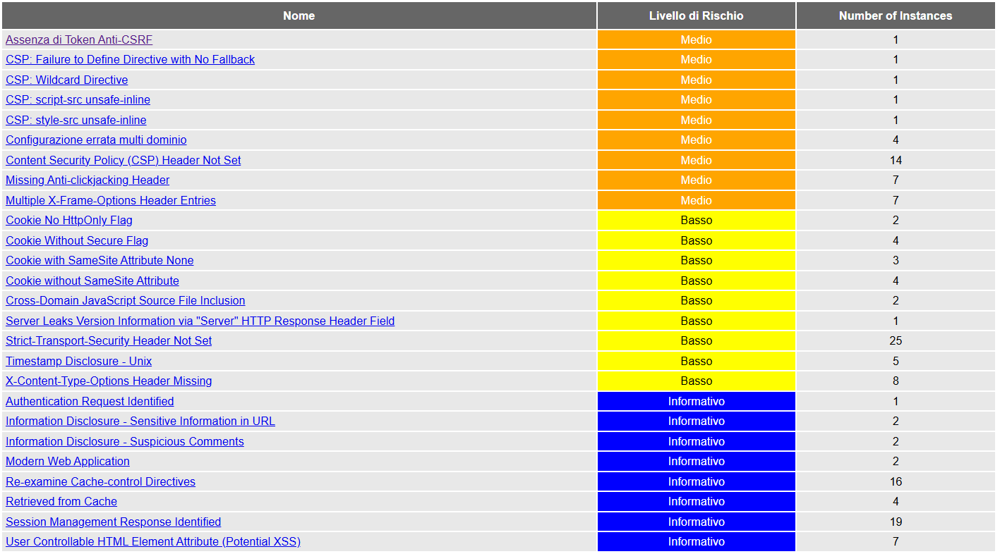 Nome Livello di Rischio Number of Instances
Assenza di Token Anti-CSRF Medio 1
CSP: Failure to Define Directive with No Fallback Medio 1
CSP: Wildcard Directive Medio 1
CSP: script-src unsafe-inline Medio 1
CSP: style-src unsafe-inline Medio 1
Configurazione errata multi dominio Medio 4
Content Security Policy (CSP) Header Not Set Medio 14
Missing Anti-clickjacking Header Medio 7
Multiple X-Frame-Options Header Entries Medio 7
Cookie No HttpOnly Flag Basso 2
Cookie Without Secure Flag Basso 4
Cookie with SameSite Attribute None Basso 3
Cookie without SameSite Attribute Basso 4
Cross-Domain JavaScript Source File Inclusion Basso 2
Server Leaks Version Information via "Server" HTTP Response Header Field Basso 1
Strict-Transport-Security Header Not Set Basso 25
Timestamp Disclosure - Unix Basso 5
X-Content-Type-Options Header Missing Basso 8
Authentication Request Identified Informativo 1
Information Disclosure - Sensitive Information in URL Informativo 2
Information Disclosure - Suspicious Comments Informativo 2
Modern Web Application Informativo 2
Re-examine Cache-control Directives Informativo 16
Retrieved from Cache Informativo 4
Session Management Response Identified Informativo 19
User Controllable HTML Element Attribute (Potential XSS) Informativo 7